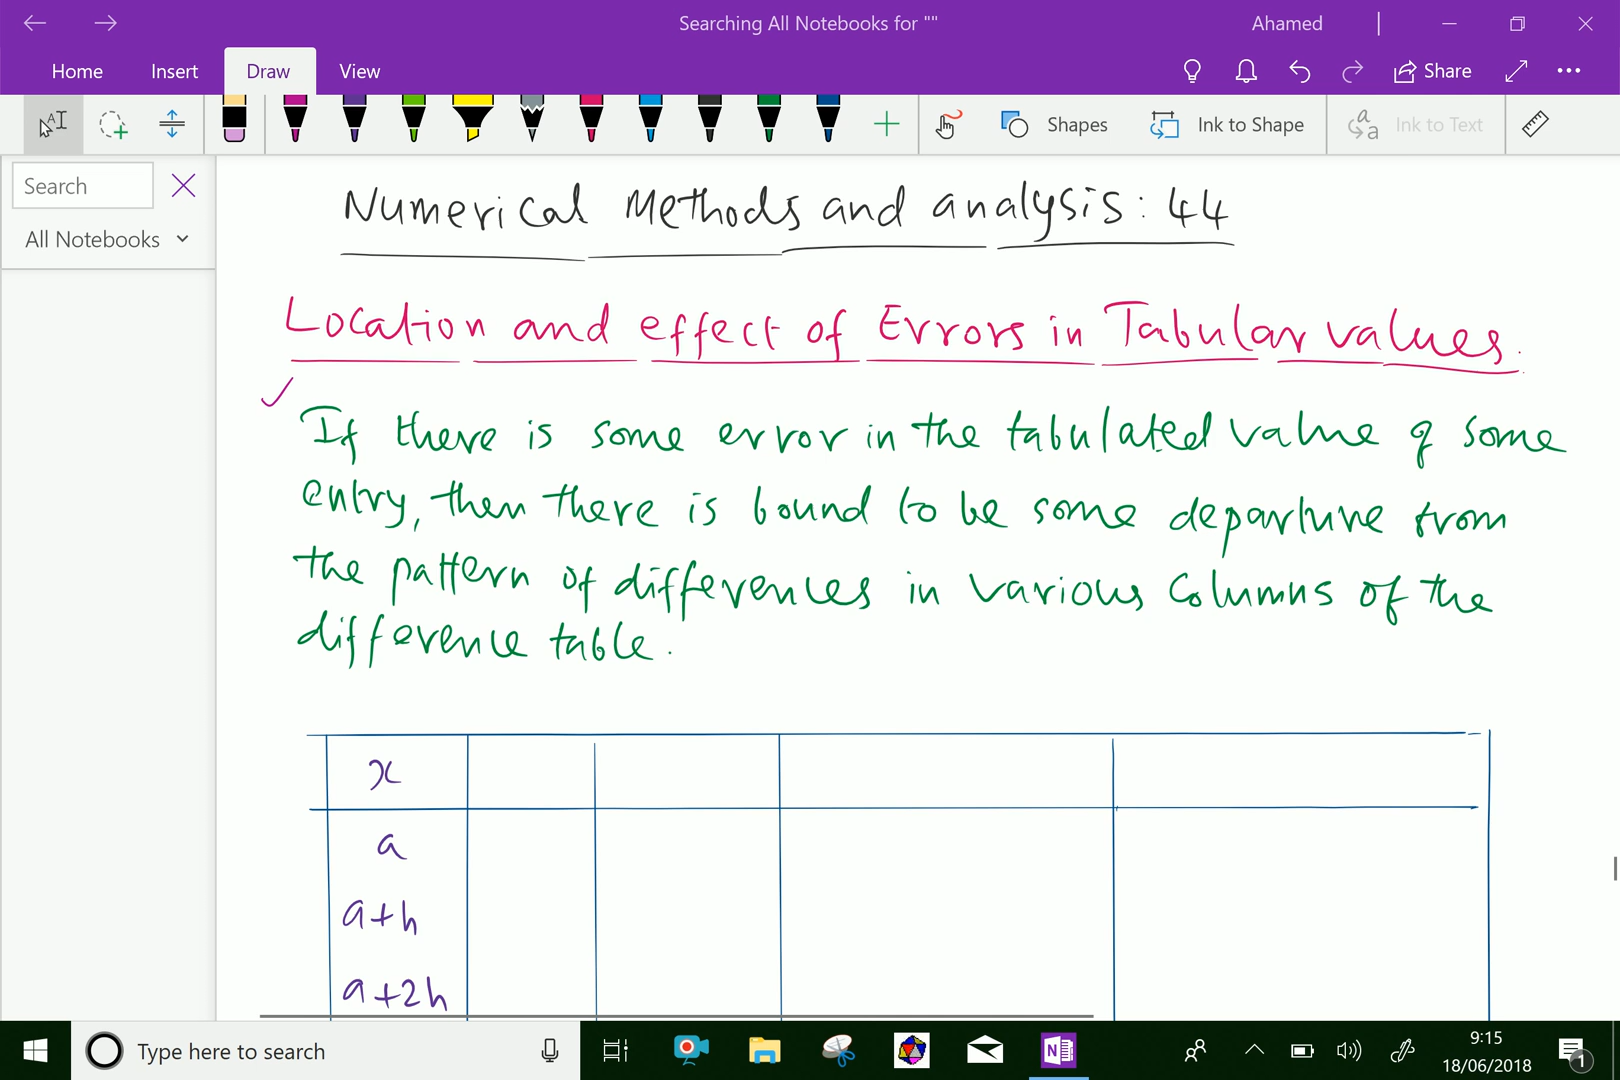 Searching All Notebooks for ""
Ahamed
Home Insert Draw View
Share
Shapes
Ink to Shape
Ink to Text
Search
All Notebooks
Numerical Methods and analysis: 44
Location and effect of Errors in Tabular values.
If there is some error in the tabulated value of some
entry, then there is bound to be some departure from
the pattern of differences in various columns of the
difference table.
x
a
a+h
a+2h
Type here to search
9:15
18/06/2018
1